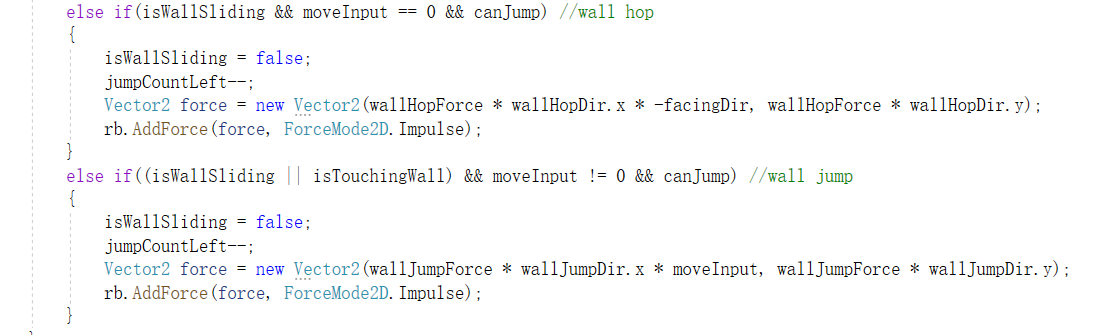 else if(isWallSliding && moveInput == 0 && canJump) //wall hop
{
isWallSliding = false;
jumpCountLeft--;
Vector2 force = new Vector2(wallHopForce * wallHopDir.x * -facingDir, wallHopForce * wallHopDir.y);
rb.AddForce(force, ForceMode2D.Impulse);
}
else if((isWallSliding || isTouchingWall) && moveInput != 0 && canJump) //wall jump
{
isWallSliding = false;
jumpCountLeft--;
Vector2 force = new Vector2(wallJumpForce * wallJumpDir.x * moveInput, wallJumpForce * wallJumpDir.y);
rb.AddForce(force, ForceMode2D.Impulse);
}